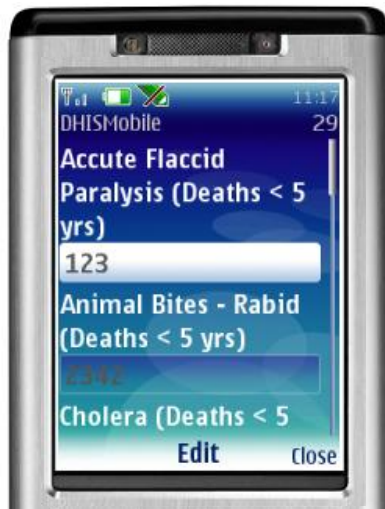 11:17
DHISMobile 29
Accute Flaccid
Paralysis (Deaths < 5
yrs)
123
Animal Bites - Rabid
(Deaths < 5 yrs)
2342
Cholera (Deaths < 5
Edit Close